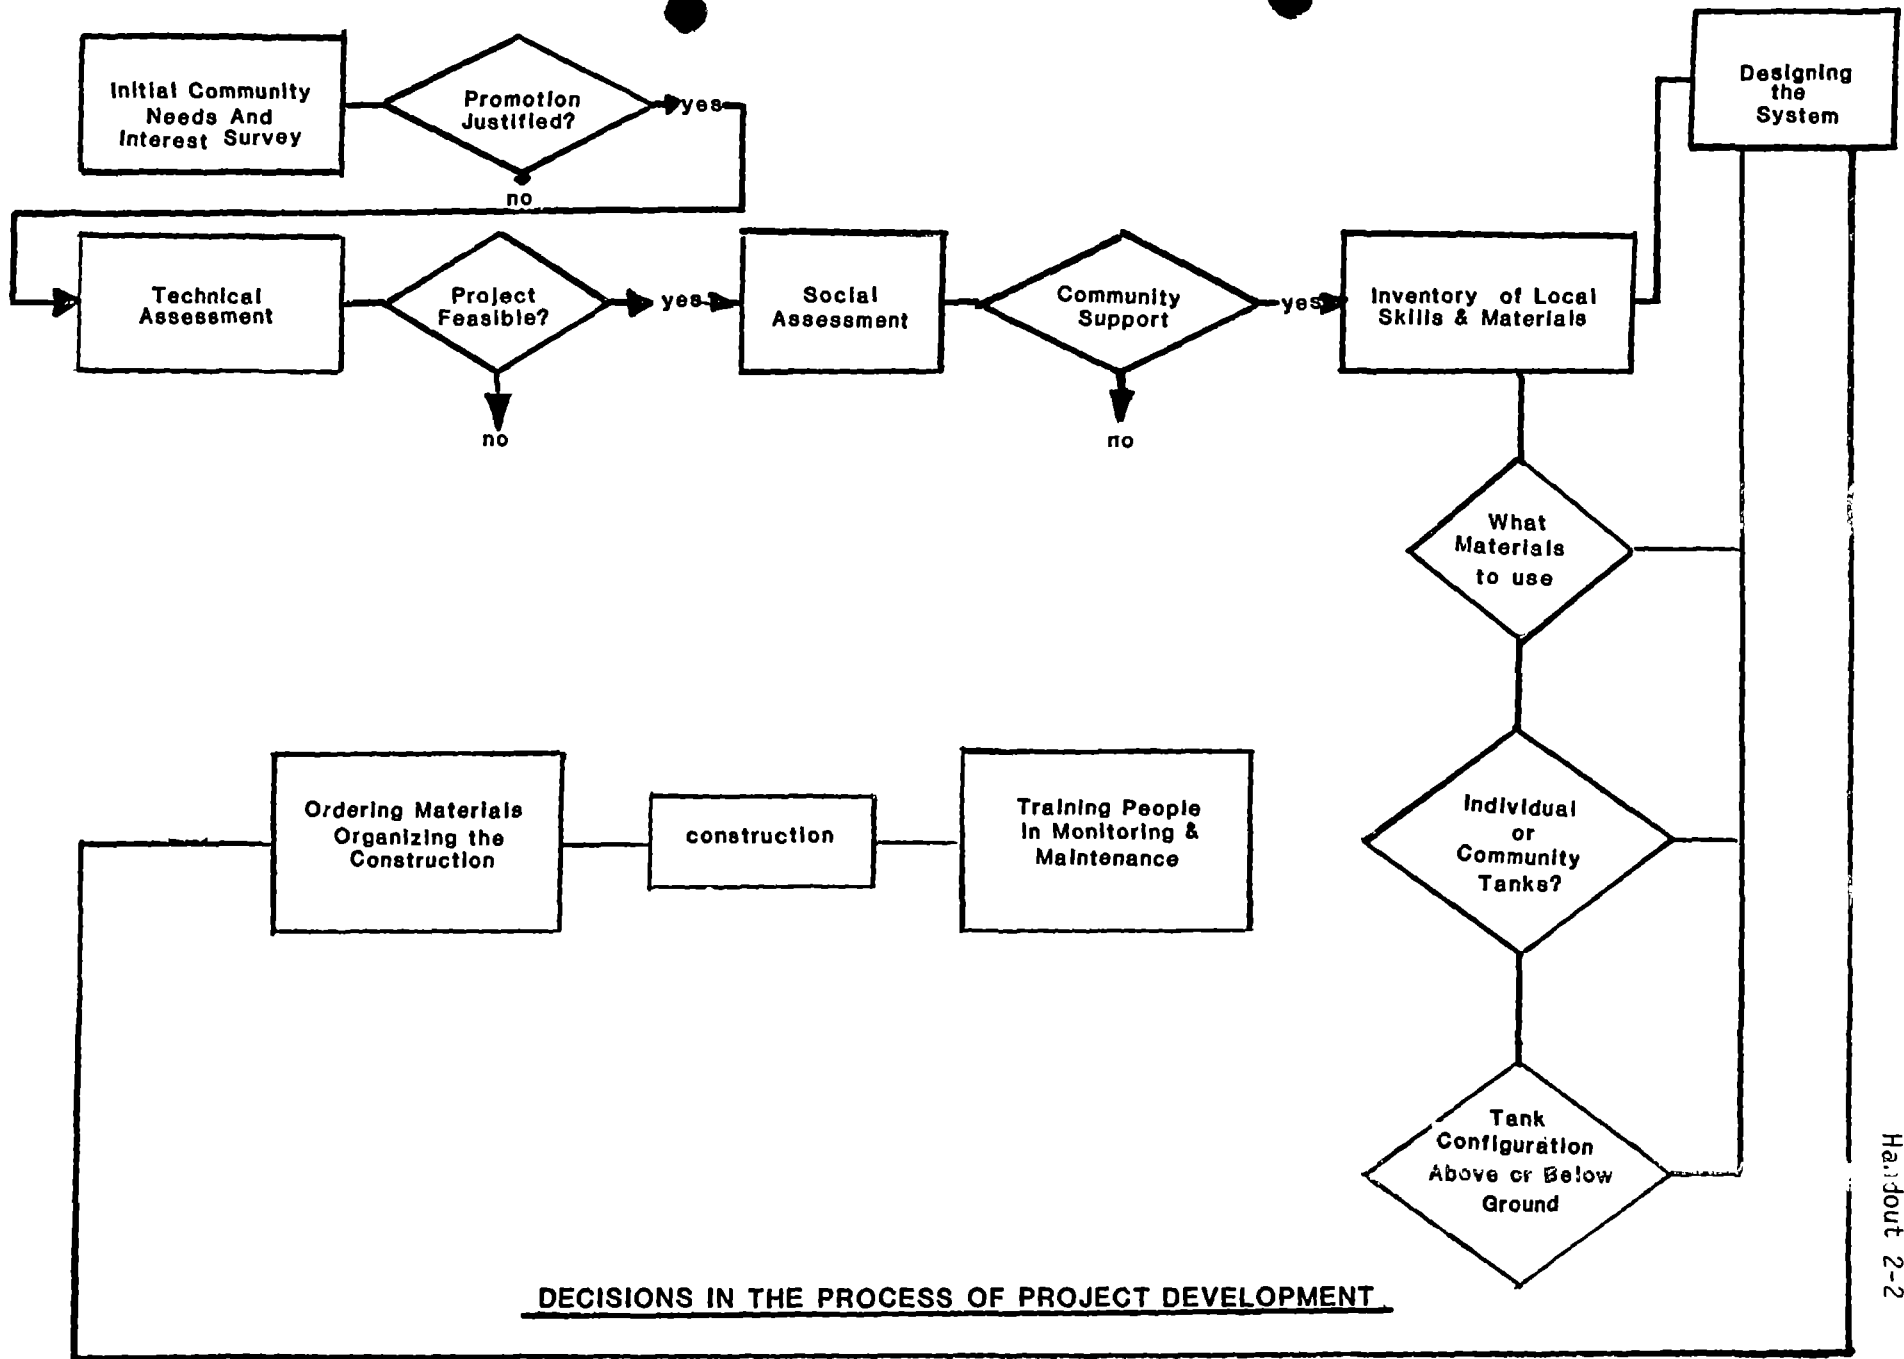 Initial Community
Needs And
Interest Survey
Promotion
Justified?
yes
no
Designing
the
System
Technical
Assessment
Project
Feasible?
yes
no
Social
Assessment
Community
Support
yes
no
Inventory of Local
Skills & Materials
What
Materials
to use
Individual
or
Community
Tanks?
Tank
Configuration
Above or Below
Ground
Ordering Materials
Organizing the
Construction
construction
Training People
In Monitoring &
Maintenance
DECISIONS IN THE PROCESS OF PROJECT DEVELOPMENT
Handout 2-2